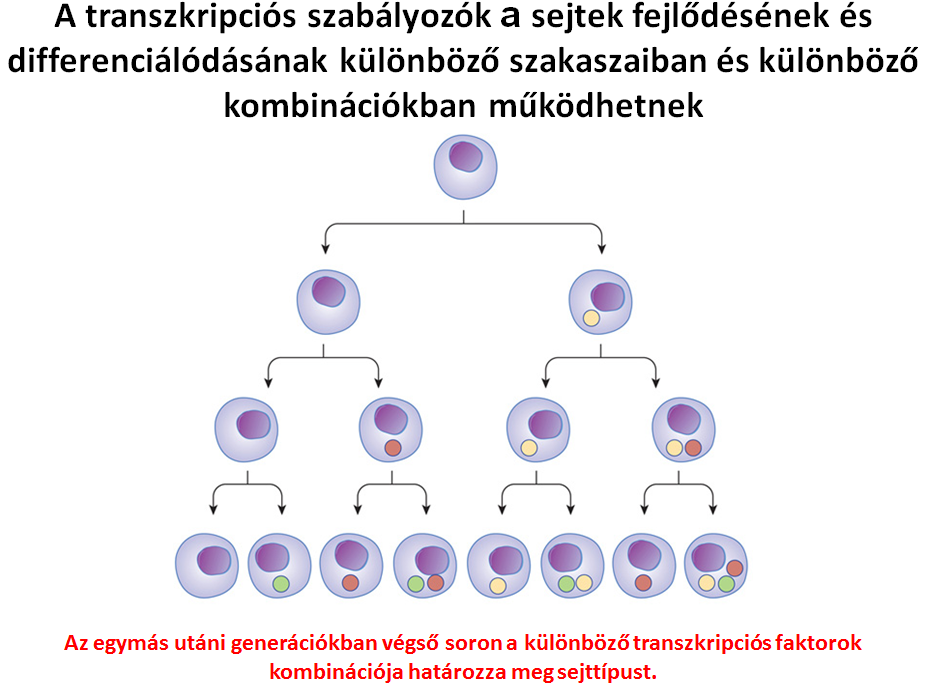 A transzkripciós szabályozók a sejtek fejlődésének és
differenciálódásának különböző szakaszaiban és különböző
kombinációkban működhetnek
Az egymás utáni generációkban végső soron a különböző transzkripciós faktorok
kombinációja határozza meg sejttípust.